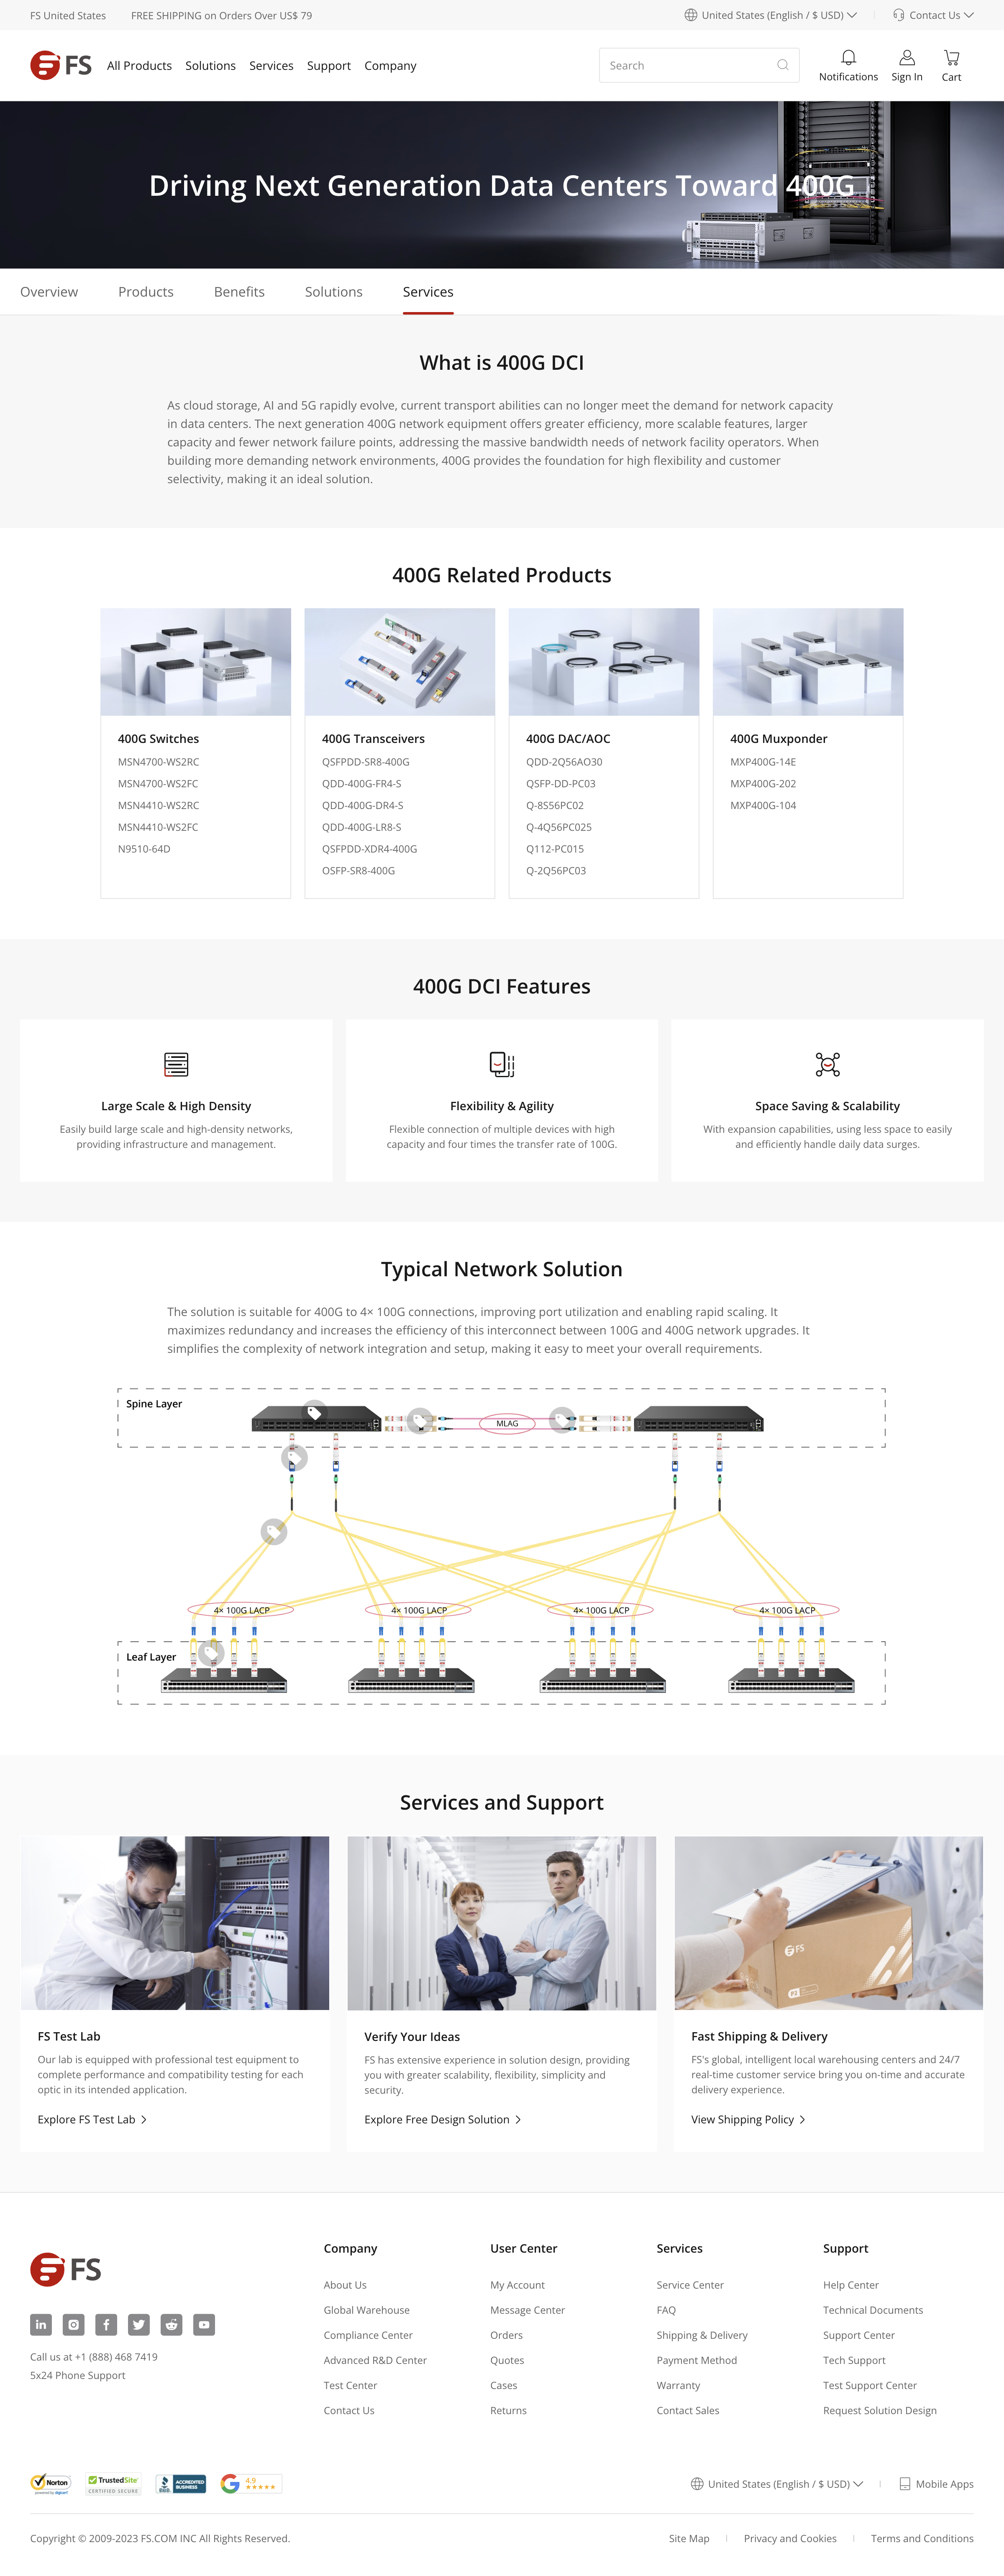 FS United States
FREE SHIPPING on Orders Over US$ 79
United States (English / $ USD)
Contact Us
FS
All Products
Solutions
Services
Support
Company
Search
Notifications
Sign In
Cart
Driving Next Generation Data Centers Toward 400G
Overview
Products
Benefits
Solutions
Services
What is 400G DCI
As cloud storage, AI and 5G rapidly evolve, current transport abilities can no longer meet the demand for network capacity
in data centers. The next generation 400G network equipment offers greater efficiency, more scalable features, larger
capacity and fewer network failure points, addressing the massive bandwidth needs of network facility operators. When
building more demanding network environments, 400G provides the foundation for high flexibility and customer
selectivity, making it an ideal solution.
400G Related Products
400G Switches
MSN4700-WS2RC
MSN4700-WS2FC
MSN4410-WS2RC
MSN4410-WS2FC
N9510-64D
400G Transceivers
QSFPDD-SR8-400G
QDD-400G-FR4-S
QDD-400G-DR4-S
QDD-400G-LR8-S
QSFPDD-XDR4-400G
OSFP-SR8-400G
400G DAC/AOC
QDD-2Q56AO30
QSFP-DD-PC03
Q-8S56PC02
Q-4Q56PC025
Q112-PC015
Q-2Q56PC03
400G Muxponder
MXP400G-14E
MXP400G-202
MXP400G-104
400G DCI Features
Large Scale & High Density
Easily build large scale and high-density networks,
providing infrastructure and management.
Flexibility & Agility
Flexible connection of multiple devices with high
capacity and four times the transfer rate of 100G.
Space Saving & Scalability
With expansion capabilities, using less space to easily
and efficiently handle daily data surges.
Typical Network Solution
The solution is suitable for 400G to 4× 100G connections, improving port utilization and enabling rapid scaling. It
maximizes redundancy and increases the efficiency of this interconnect between 100G and 400G network upgrades. It
simplifies the complexity of network integration and setup, making it easy to meet your overall requirements.
Spine Layer
MLAG
4× 100G LACP
4× 100G LACP
4× 100G LACP
4× 100G LACP
Leaf Layer
Services and Support
FS
FS Test Lab
Our lab is equipped with professional test equipment to
complete performance and compatibility testing for each
optic in its intended application.
Explore FS Test Lab
Verify Your Ideas
FS has extensive experience in solution design, providing
you with greater scalability, flexibility, simplicity and
security.
Explore Free Design Solution
Fast Shipping & Delivery
FS's global, intelligent local warehousing centers and 24/7
real-time customer service bring you on-time and accurate
delivery experience.
View Shipping Policy
FS
Call us at +1 (888) 468 7419
5x24 Phone Support
Company
About Us
Global Warehouse
Compliance Center
Advanced R&D Center
Test Center
Contact Us
User Center
My Account
Message Center
Orders
Quotes
Cases
Returns
Services
Service Center
FAQ
Shipping & Delivery
Payment Method
Warranty
Contact Sales
Support
Help Center
Technical Documents
Support Center
Tech Support
Test Support Center
Request Solution Design
Norton
powered by digicert
TrustedSite
CERTIFIED SECURE
BBB
ACCREDITED
BUSINESS
4.9
United States (English / $ USD)
Mobile Apps
Copyright © 2009-2023 FS.COM INC All Rights Reserved.
Site Map
Privacy and Cookies
Terms and Conditions